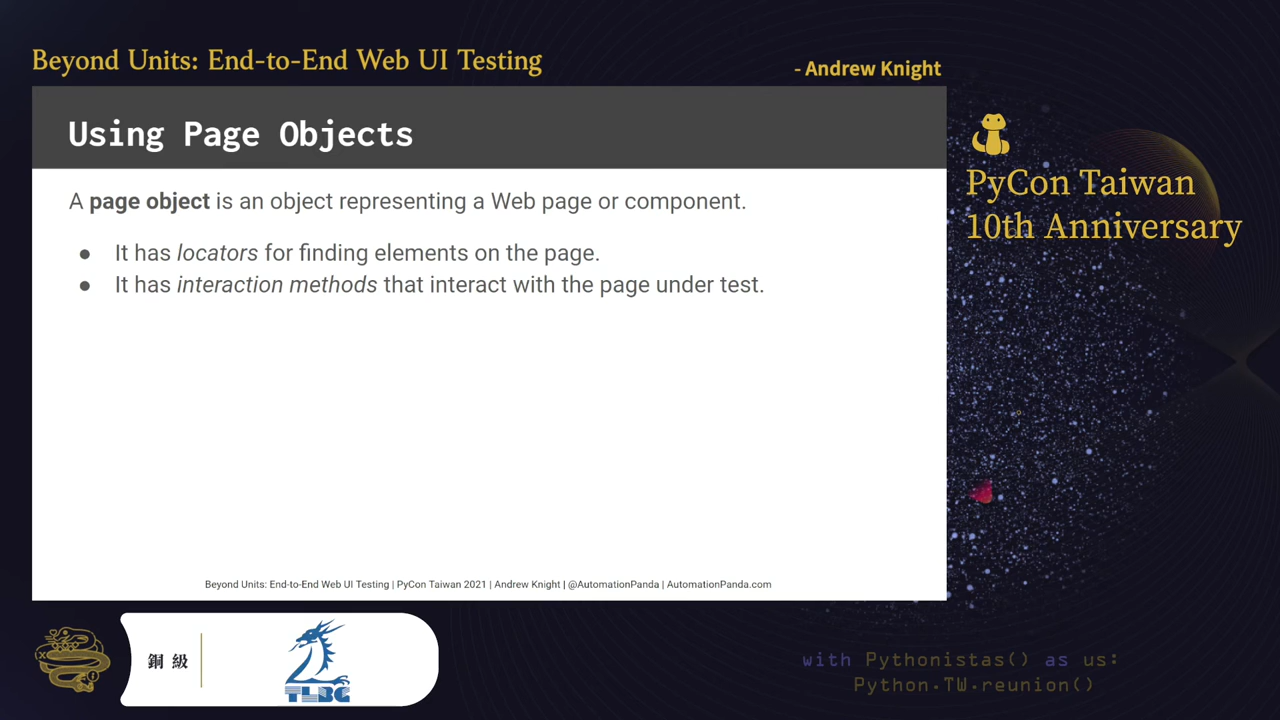 Beyond Units: End-to-End Web UI Testing
- Andrew Knight
Using Page Objects
A page object is an object representing a Web page or component.
● It has locators for finding elements on the page.
● It has interaction methods that interact with the page under test.
Beyond Units: End-to-End Web UI Testing | PyCon Taiwan 2021 | Andrew Knight | @AutomationPanda | AutomationPanda.com
PyCon Taiwan
10th Anniversary
銅級
TLBG
with Pythonistas() as us:
Python.TW.reunion()